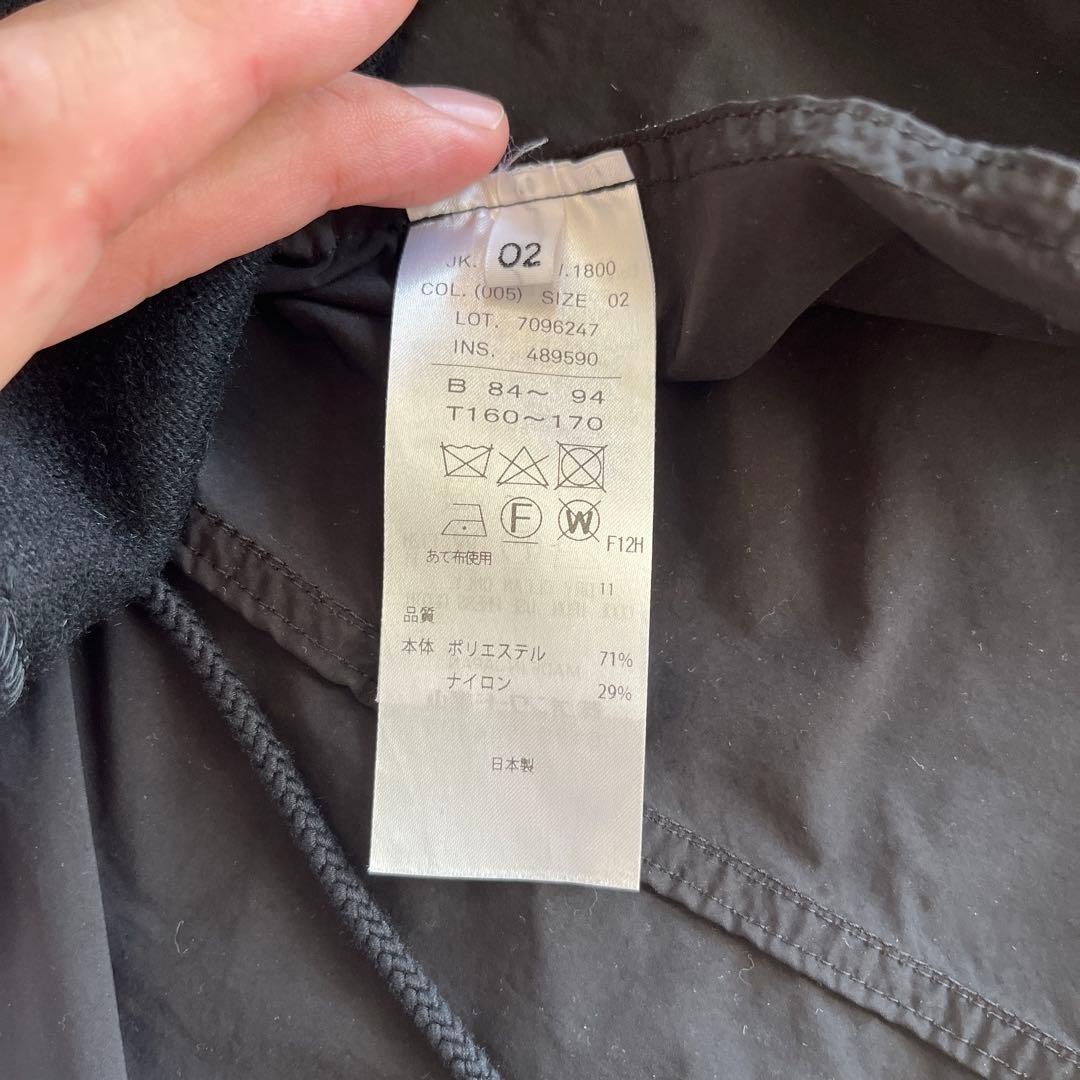 02
JK. /.1800
COL. (005) SIZE 02
LOT. 7096247
INS. 489590
B 84〜 94
T160〜170
F W F12H
あて布使用
11
品質
本体 ポリエステル 71%
ナイロン 29%
日本製